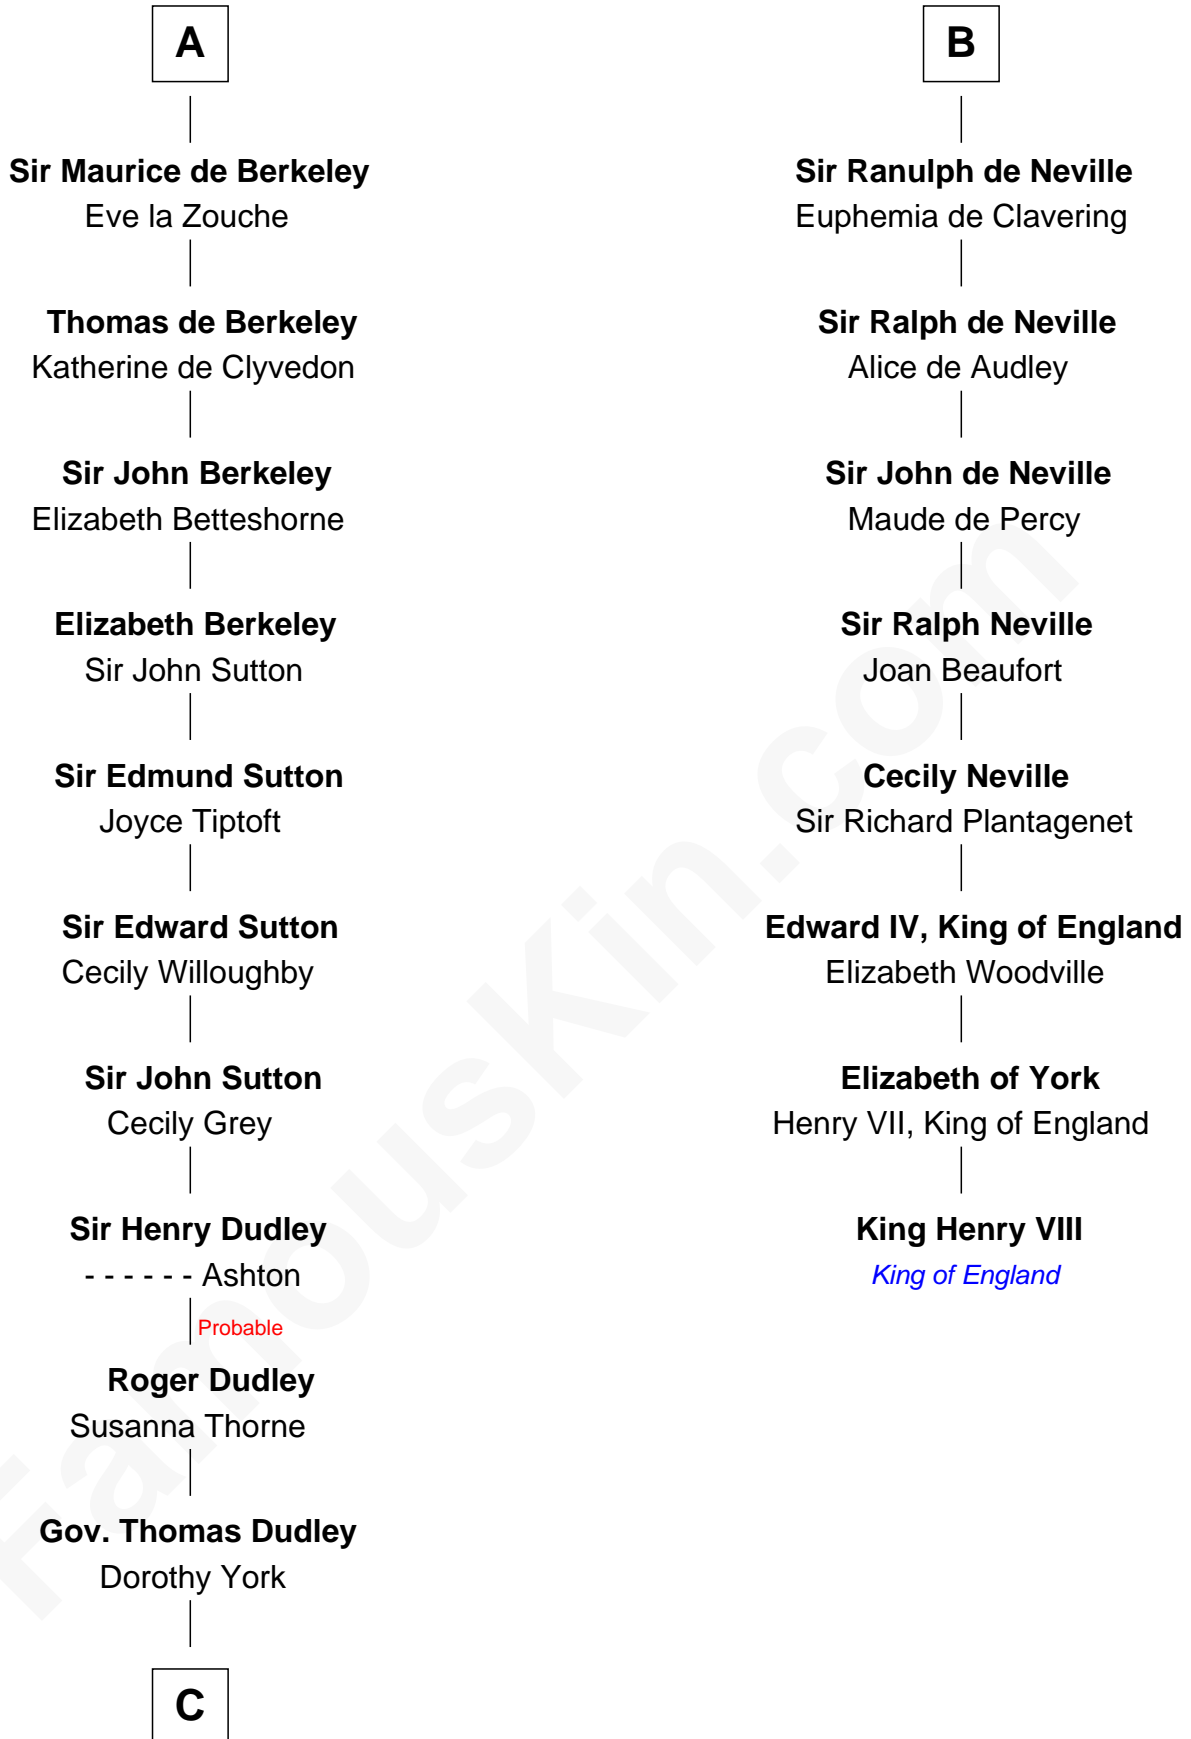 A
Sir Maurice de Berkeley
Eve la Zouche
Thomas de Berkeley
Katherine de Clyvedon
Sir John Berkeley
Elizabeth Betteshorne
Elizabeth Berkeley
Sir John Sutton
Sir Edmund Sutton
Joyce Tiptoft
Sir Edward Sutton
Cecily Willoughby
Sir John Sutton
Cecily Grey
Sir Henry Dudley
- - - - - - Ashton
Probable
Roger Dudley
Susanna Thorne
Gov. Thomas Dudley
Dorothy York
C
B
Sir Ranulph de Neville
Euphemia de Clavering
Sir Ralph de Neville
Alice de Audley
Sir John de Neville
Maude de Percy
Sir Ralph Neville
Joan Beaufort
Cecily Neville
Sir Richard Plantagenet
Edward IV, King of England
Elizabeth Woodville
Elizabeth of York
Henry VII, King of England
King Henry VIII
King of England
FamousKin.com